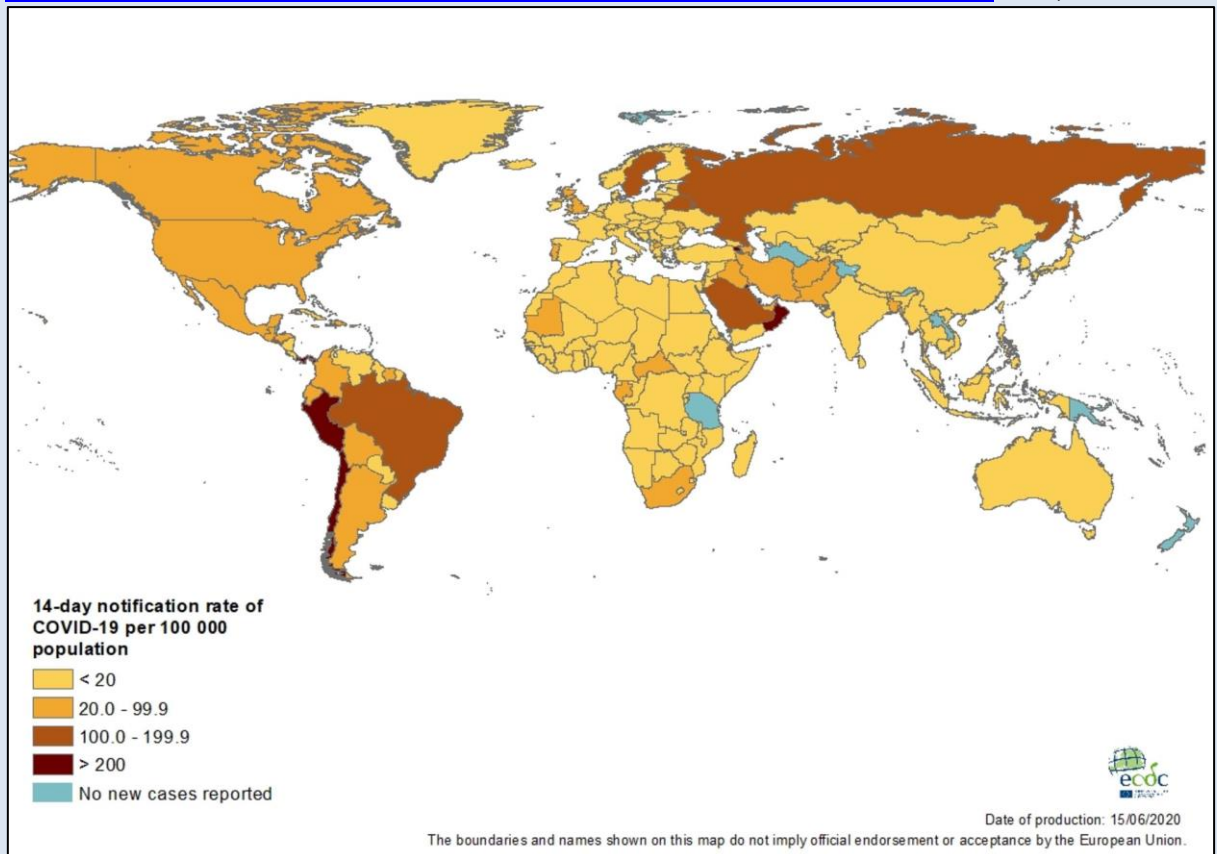 14-day notification rate of
COVID-19 per 100 000
population
< 20
20.0 - 99.9
100.0 - 199.9
> 200
No new cases reported
ecdc
Date of production: 15/06/2020
The boundaries and names shown on this map do not imply official endorsement or acceptance by the European Union.